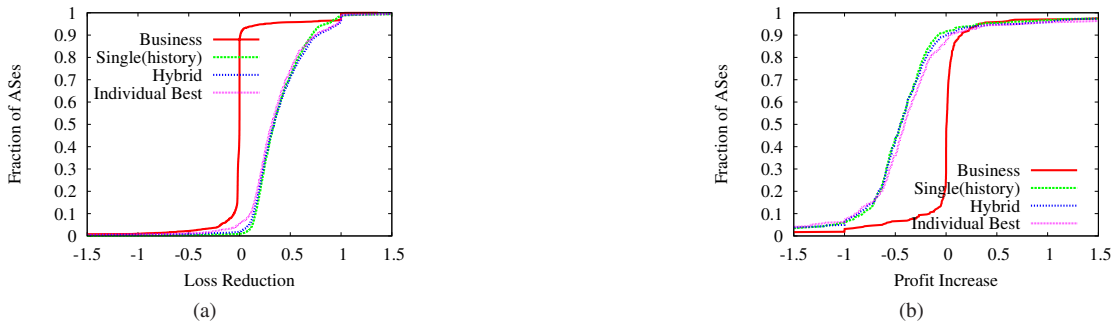 Fraction of ASes
1
0.9
0.8
0.7
0.6
0.5
0.4
0.3
0.2
0.1
0
Business
Single(history)
Hybrid
Individual Best
-1.5 -1 -0.5 0 0.5 1 1.5
Loss Reduction
(a)
Fraction of ASes
1
0.9
0.8
0.7
0.6
0.5
0.4
0.3
0.2
0.1
0
Business
Single(history)
Hybrid
Individual Best
-1.5 -1 -0.5 0 0.5 1 1.5
Profit Increase
(b)